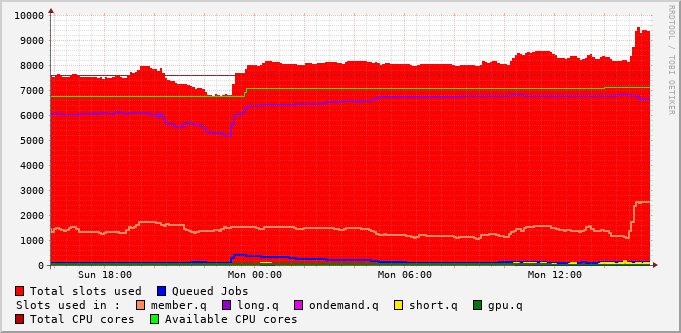 10000
9000
8000
7000
6000
5000
4000
3000
2000
1000
0
Sun 18:00 Mon 00:00 Mon 06:00 Mon 12:00
RRDTOOL / TOBI OETIKER
Total slots used Queued Jobs
Slots used in : member.q long.q ondemand.q short.q gpu.q
Total CPU cores Available CPU cores